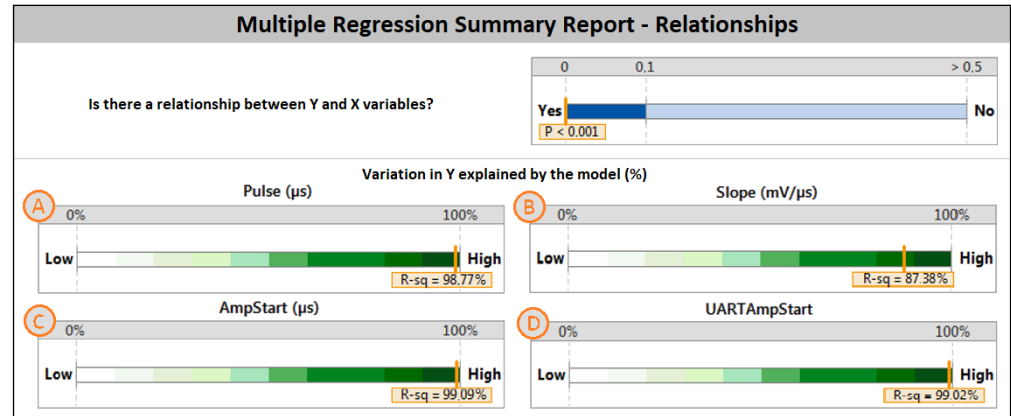 Multiple Regression Summary Report - Relationships
0 0,1 > 0,5
Is there a relationship between Y and X variables?
Yes No
P < 0.001
Variation in Y explained by the model (%)
A Pulse (µs)
0% 100%
Low High
R-sq = 98.77%
B Slope (mV/µs)
0% 100%
Low High
R-sq = 87.38%
C AmpStart (µs)
0% 100%
Low High
R-sq = 99.09%
D UARTAmpStart
0% 100%
Low High
R-sq = 99.02%